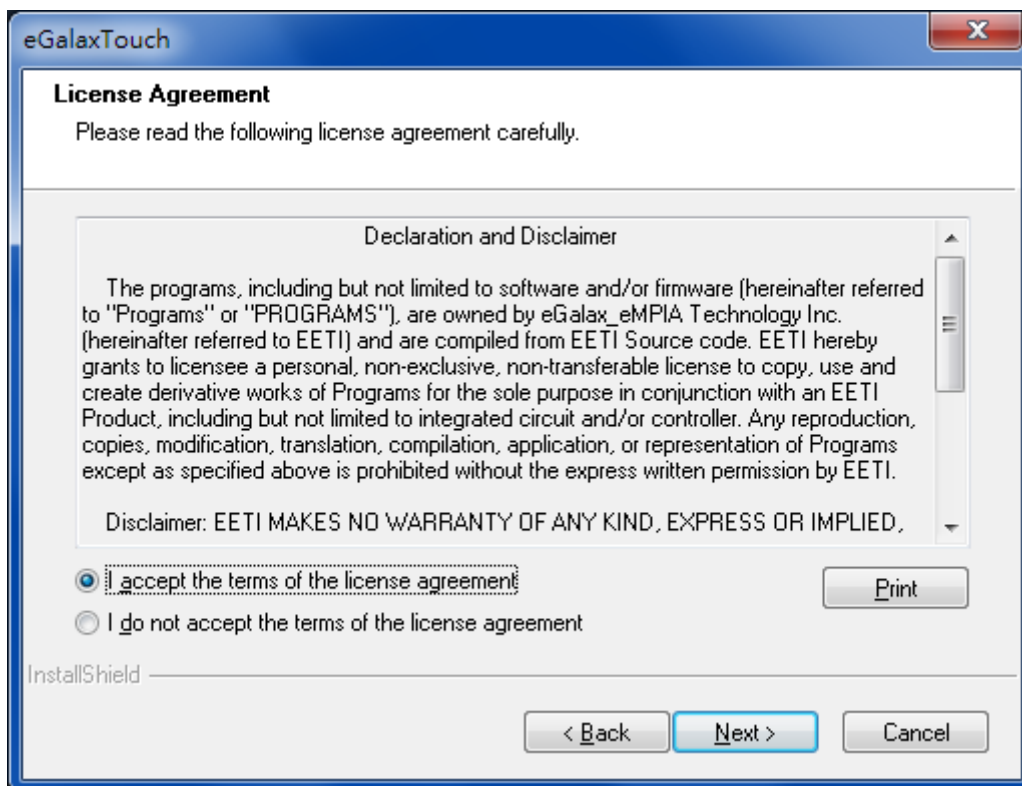 eGalaxTouch
License Agreement
Please read the following license agreement carefully.
Declaration and Disclaimer
The programs, including but not limited to software and/or firmware (hereinafter referred
to "Programs" or "PROGRAMS"), are owned by eGalax_eMPIA Technology Inc.
(hereinafter referred to EETI) and are compiled from EETI Source code. EETI hereby
grants to licensee a personal, non-exclusive, non-transferable license to copy, use and
create derivative works of Programs for the sole purpose in conjunction with an EETI
Product, including but not limited to integrated circuit and/or controller. Any reproduction,
copies, modification, translation, compilation, application, or representation of Programs
except as specified above is prohibited without the express written permission by EETI.
Disclaimer: EETI MAKES NO WARRANTY OF ANY KIND, EXPRESS OR IMPLIED,
I accept the terms of the license agreement
Print
I do not accept the terms of the license agreement
InstallShield
< Back
Next >
Cancel